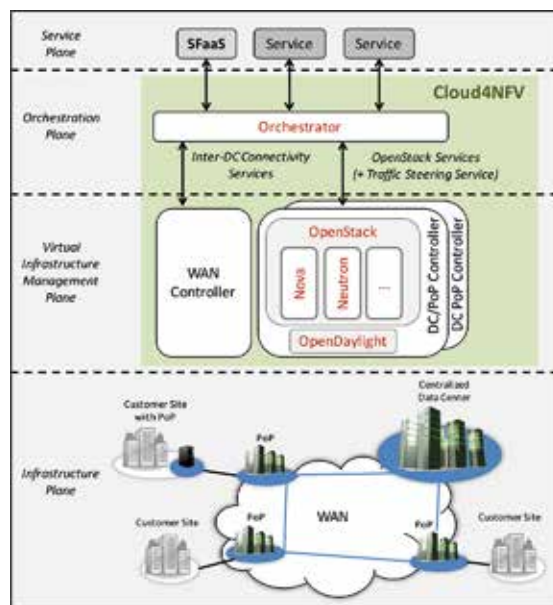 Service
Plane
SFaaS
Service
Service
Cloud4NFV
Orchestration
Plane
Orchestrator
Inter-DC Connectivity
Services
OpenStack Services
(+ Traffic Steering Service)
Virtual
Infrastructure
Management
Plane
WAN
Controller
OpenStack
Nova
Neutron
...
OpenDaylight
DC/PoP Controller
DC PoP Controller
Infrastructure
Plane
Customer Site
with PoP
PoP
Centralized
Data Center
WAN
Customer Site
PoP
PoP
Customer Site